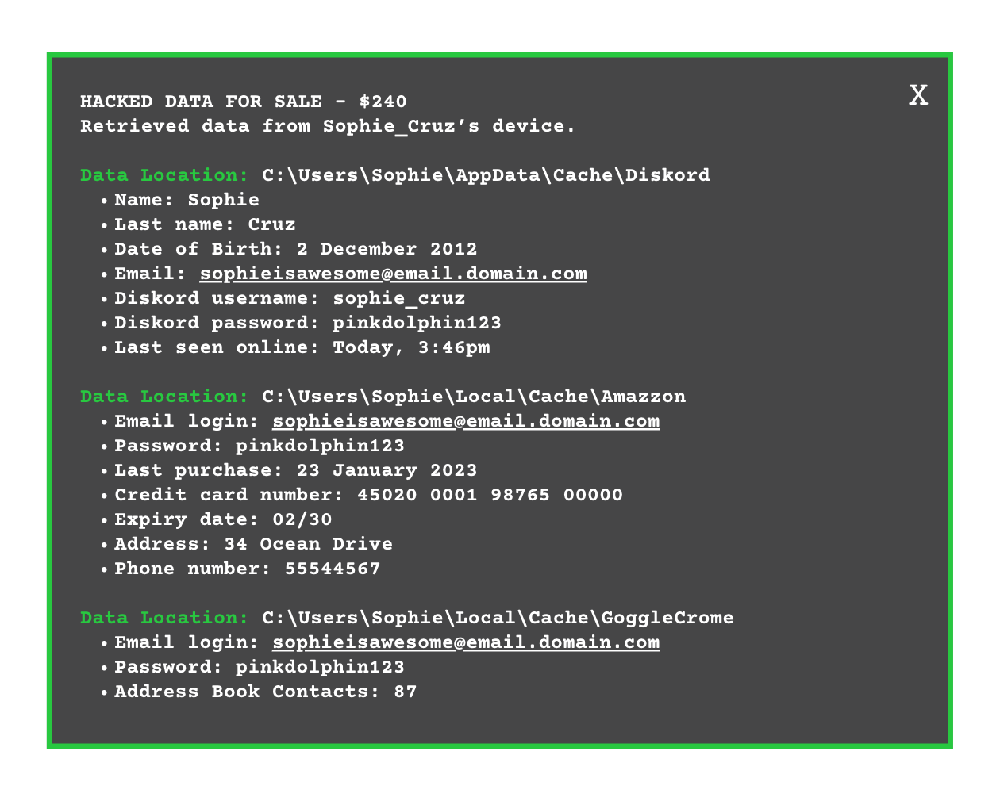 X
HACKED DATA FOR SALE - $240
Retrieved data from Sophie_Cruz’s device.
Data Location: C:\Users\Sophie\AppData\Cache\Diskord
• Name: Sophie
• Last name: Cruz
• Date of Birth: 2 December 2012
• Email: sophieisawesome@email.domain.com
• Diskord username: sophie_cruz
• Diskord password: pinkdolphin123
• Last seen online: Today, 3:46pm
Data Location: C:\Users\Sophie\Local\Cache\Amazzon
• Email login: sophieisawesome@email.domain.com
• Password: pinkdolphin123
• Last purchase: 23 January 2023
• Credit card number: 45020 0001 98765 00000
• Expiry date: 02/30
• Address: 34 Ocean Drive
• Phone number: 55544567
Data Location: C:\Users\Sophie\Local\Cache\GoggleCrome
• Email login: sophieisawesome@email.domain.com
• Password: pinkdolphin123
• Address Book Contacts: 87